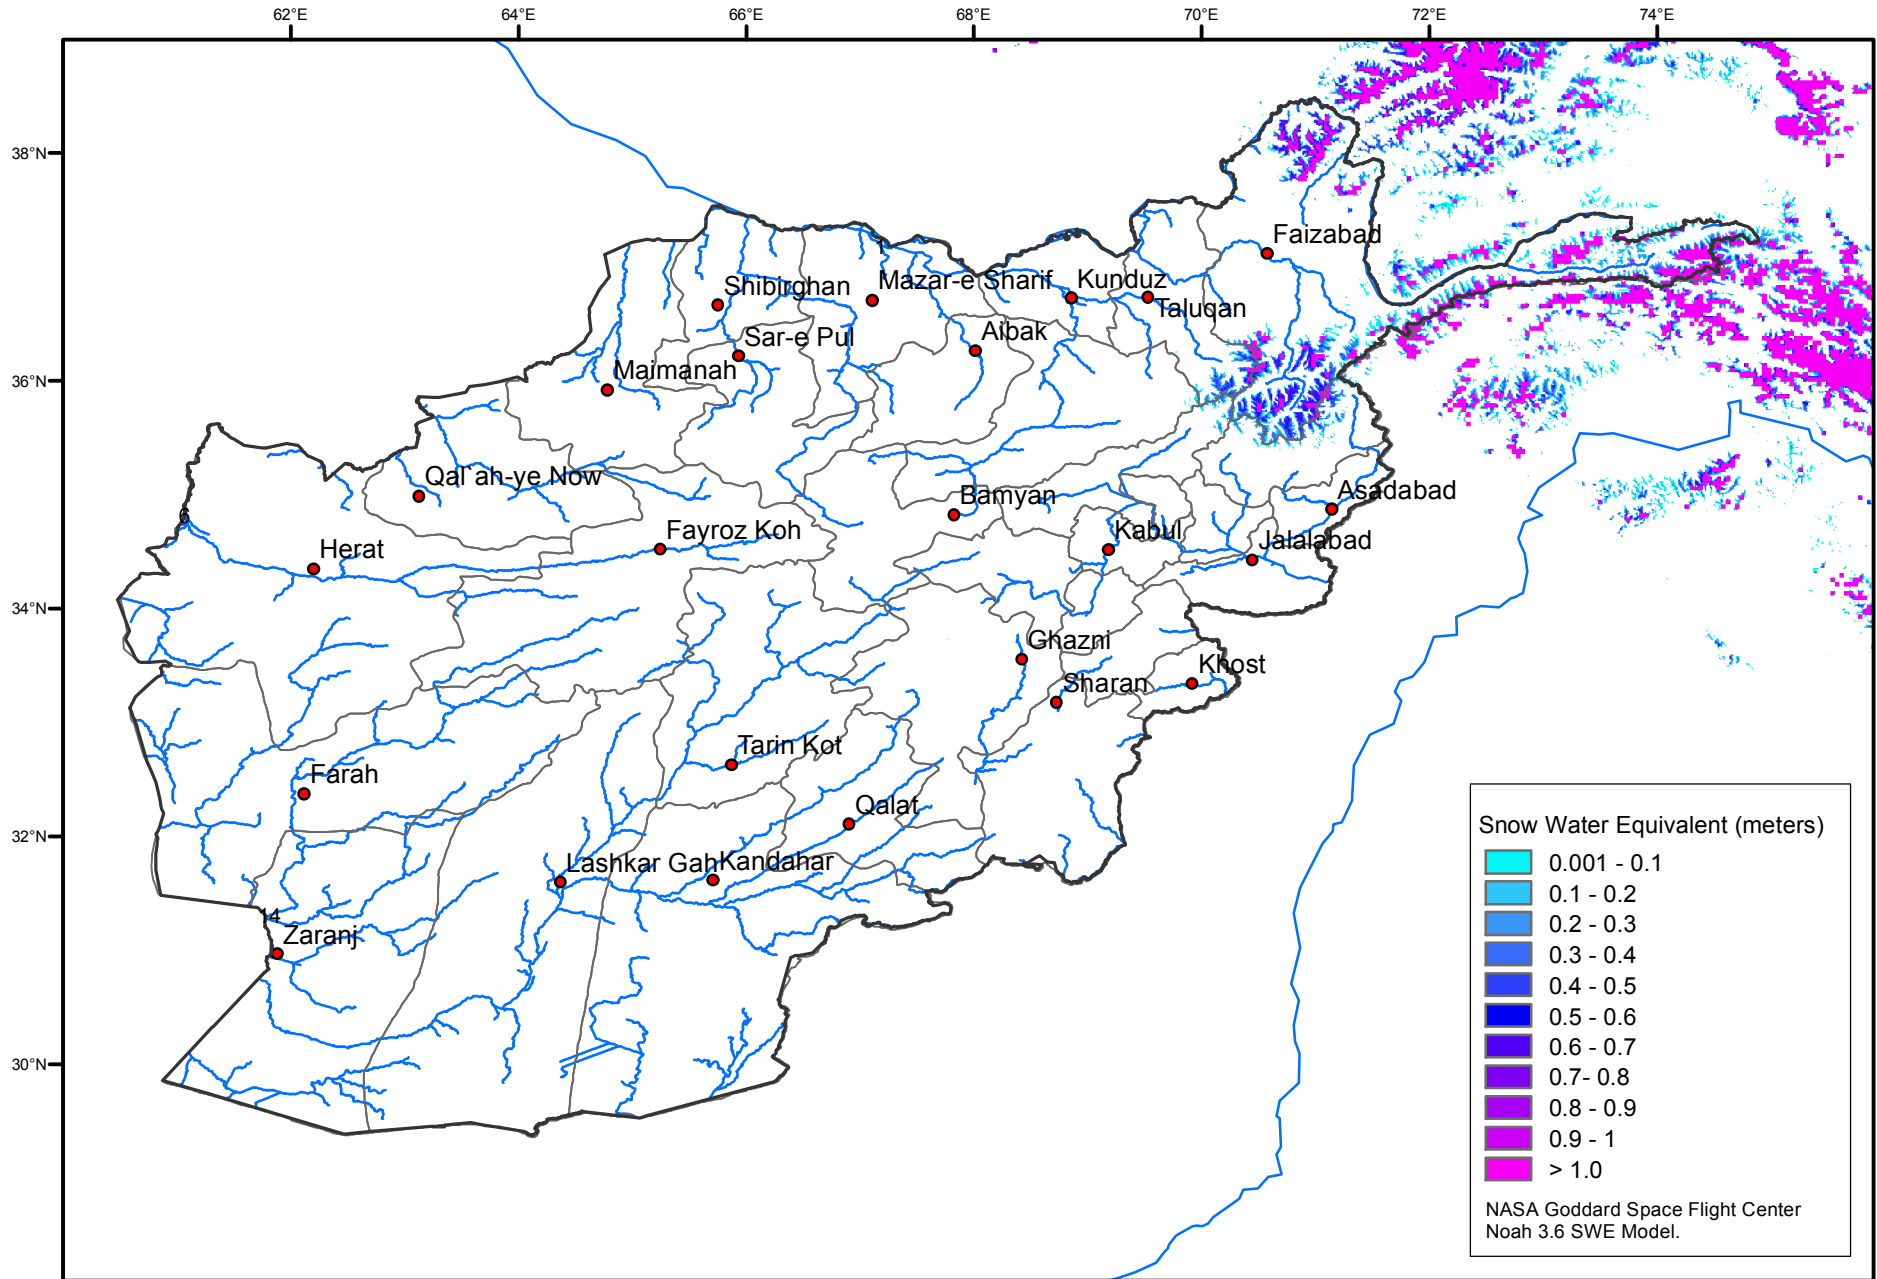 62°E
64°E
66°E
68°E
70°E
72°E
74°E
38°N
36°N
34°N
32°N
30°N
Faizabad
Shibirghan
Mazar-e Sharif
Kunduz
Taluqan
Sar-e Pul
Aibak
Maimanah
Qal`ah-ye Now
Bamyan
Asadabad
Fayroz Koh
Kabul
Herat
Jalalabad
Ghazni
Khost
Sharan
Tarin Kot
Farah
Qalat
Lashkar Gah
Kandahar
14
Zaranj
Snow Water Equivalent (meters)
0.001 - 0.1
0.1 - 0.2
0.2 - 0.3
0.3 - 0.4
0.4 - 0.5
0.5 - 0.6
0.6 - 0.7
0.7- 0.8
0.8 - 0.9
0.9 - 1
> 1.0
NASA Goddard Space Flight Center
Noah 3.6 SWE Model.